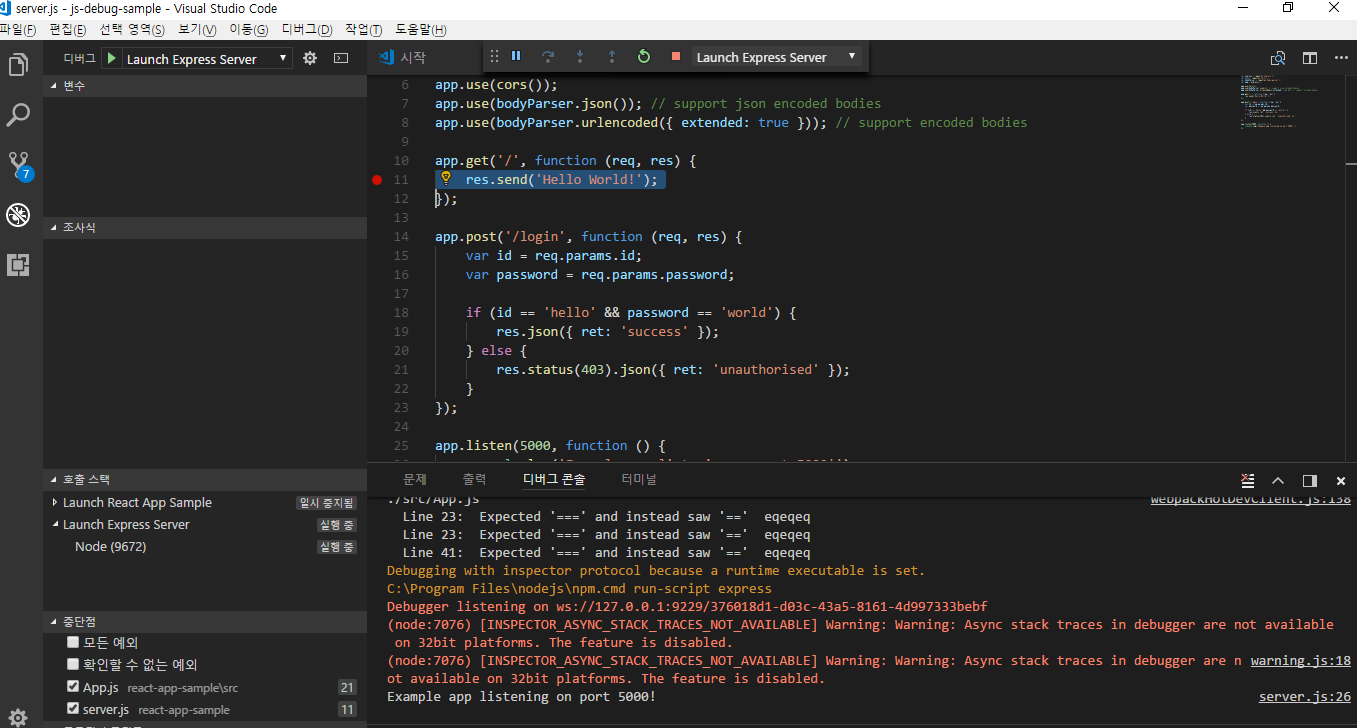 server.js - js-debug-sample - Visual Studio Code
파일(F) 편집(E) 선택 영역(S) 보기(V) 이동(G) 디버그(D) 작업(T) 도움말(H)
디버그 Launch Express Server
시작
Launch Express Server
변수
조사식
7
호출 스택
Launch React App Sample 일시 중지됨
Launch Express Server 실행 중
Node (9672) 실행 중
중단점
모든 예외
확인할 수 없는 예외
App.js react-app-sample\src 21
server.js react-app-sample 11
6 app.use(cors());
7 app.use(bodyParser.json()); // support json encoded bodies
8 app.use(bodyParser.urlencoded({ extended: true })); // support encoded bodies
9
10 app.get('/', function (req, res) {
11 res.send('Hello World!');
12 });
13
14 app.post('/login', function (req, res) {
15 var id = req.params.id;
16 var password = req.params.password;
17
18 if (id == 'hello' && password == 'world') {
19 res.json({ ret: 'success' });
20 } else {
21 res.status(403).json({ ret: 'unauthorised' });
22 }
23 });
24
25 app.listen(5000, function () {
문제 출력 디버그 콘솔 터미널
./src/App.js webpackHotDevClient.js:138
Line 23: Expected '===' and instead saw '==' eqeqeq
Line 23: Expected '===' and instead saw '==' eqeqeq
Line 41: Expected '===' and instead saw '==' eqeqeq
Debugging with inspector protocol because a runtime executable is set.
C:\Program Files\nodejs\npm.cmd run-script express
Debugger listening on ws://127.0.0.1:9229/376018d1-d03c-43a5-8161-4d997333bebf
(node:7076) [INSPECTOR_ASYNC_STACK_TRACES_NOT_AVAILABLE] Warning: Warning: Async stack traces in debugger are not available
on 32bit platforms. The feature is disabled.
(node:7076) [INSPECTOR_ASYNC_STACK_TRACES_NOT_AVAILABLE] Warning: Warning: Async stack traces in debugger are n warning.js:18
ot available on 32bit platforms. The feature is disabled.
Example app listening on port 5000! server.js:26